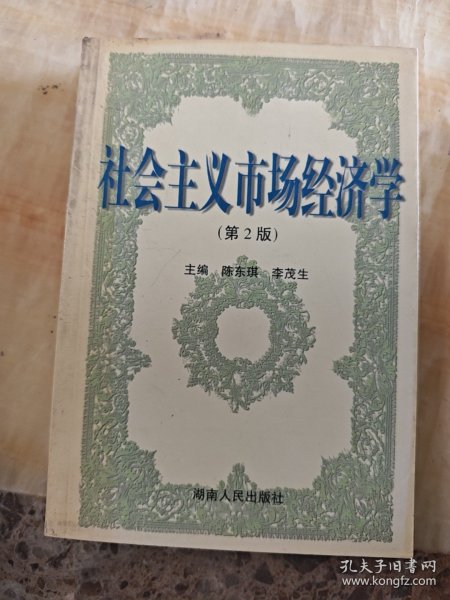 社会主义市场经济学
(第2版)
主编 陈东琪 李茂生
湖南人民出版社
孔夫子旧书网
www.kongfz.com